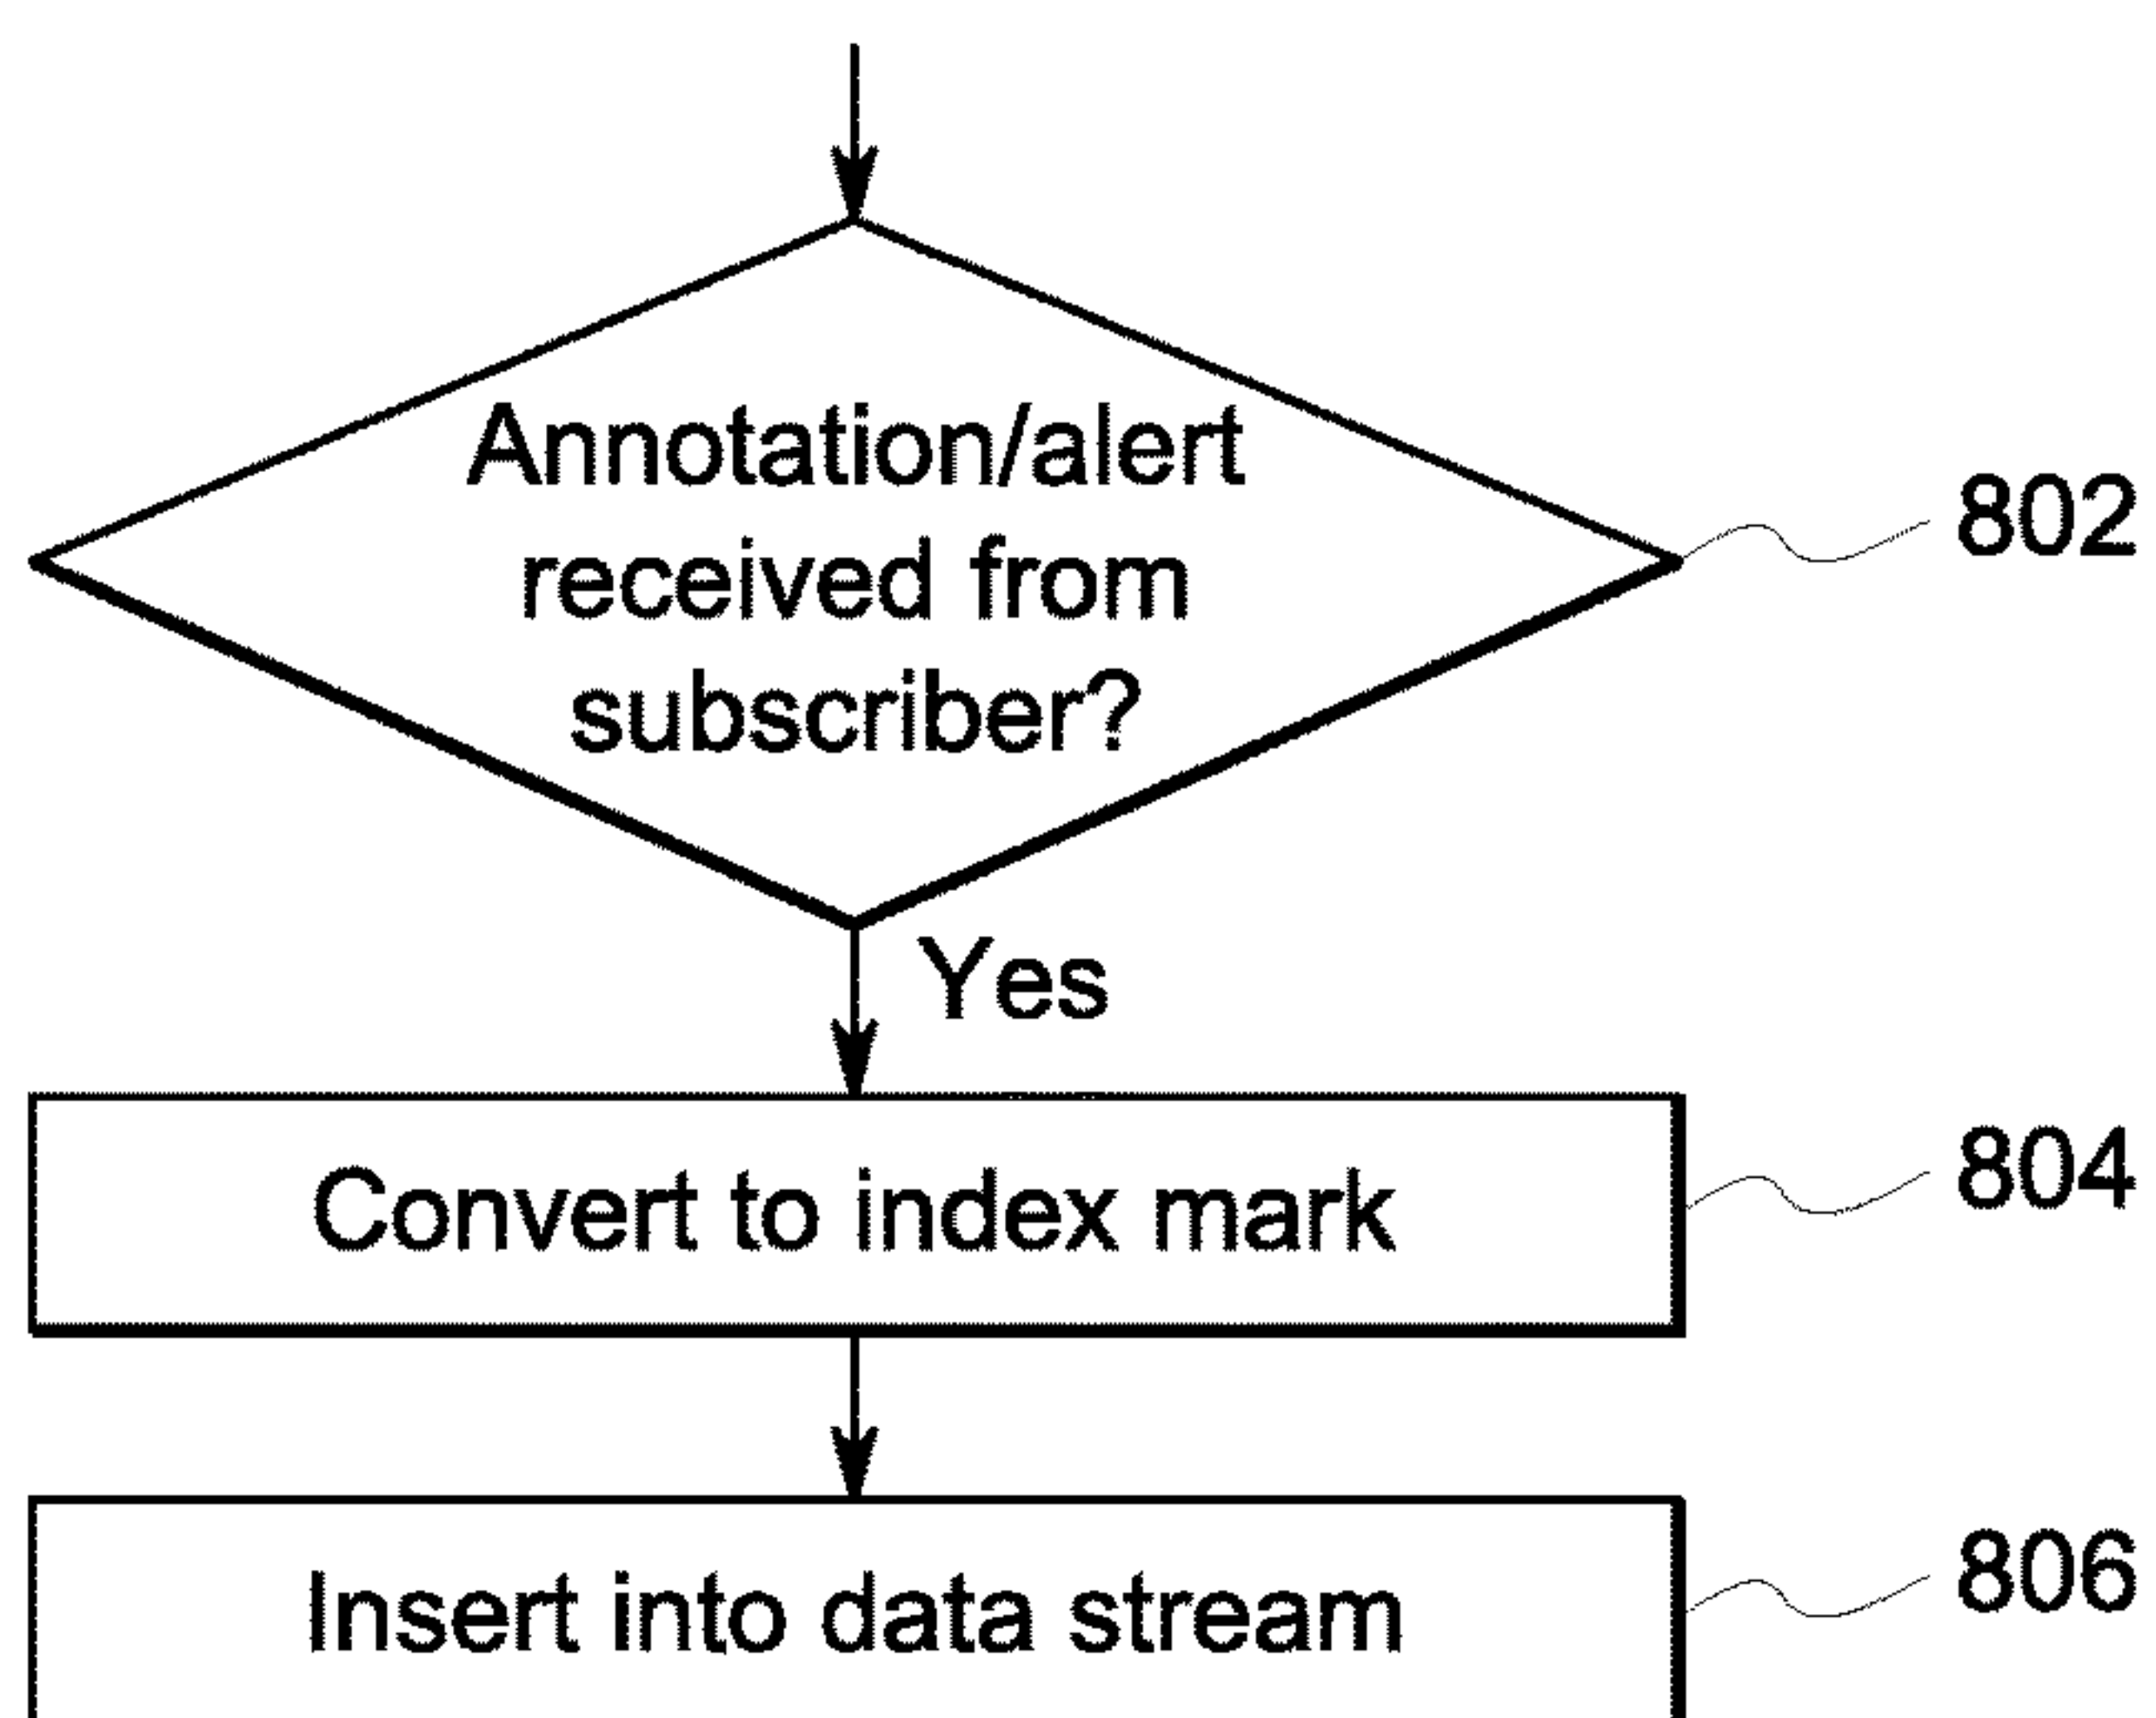 Annotation/alert
received from
subscriber?
802
Yes
Convert to index mark
804
Insert into data stream
806